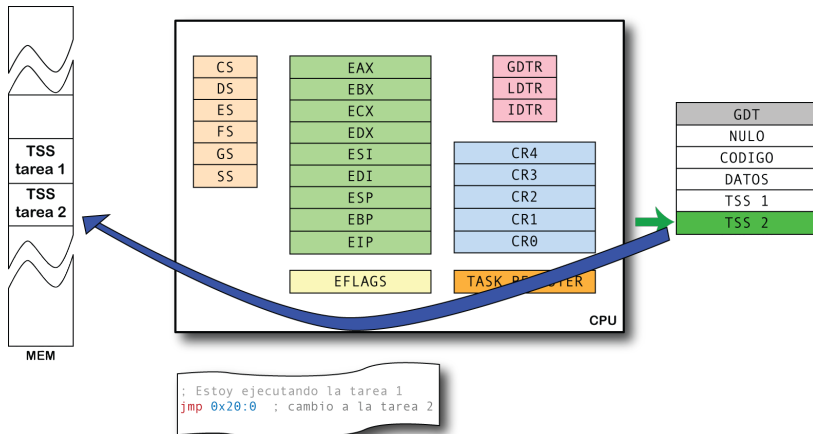 TSS
tarea 1
TSS
tarea 2
MEM
CS
DS
ES
FS
GS
SS
EAX
EBX
ECX
EDX
ESI
EDI
ESP
EBP
EIP
EFLAGS
GDTR
LDTR
IDTR
CR4
CR3
CR2
CR1
CR0
TASK
CPU
GDT
NULO
CODIGO
DATOS
TSS 1
TSS 2
; Estoy ejecutando la tarea 1
jmp 0x20:0 ; cambio a la tarea 2